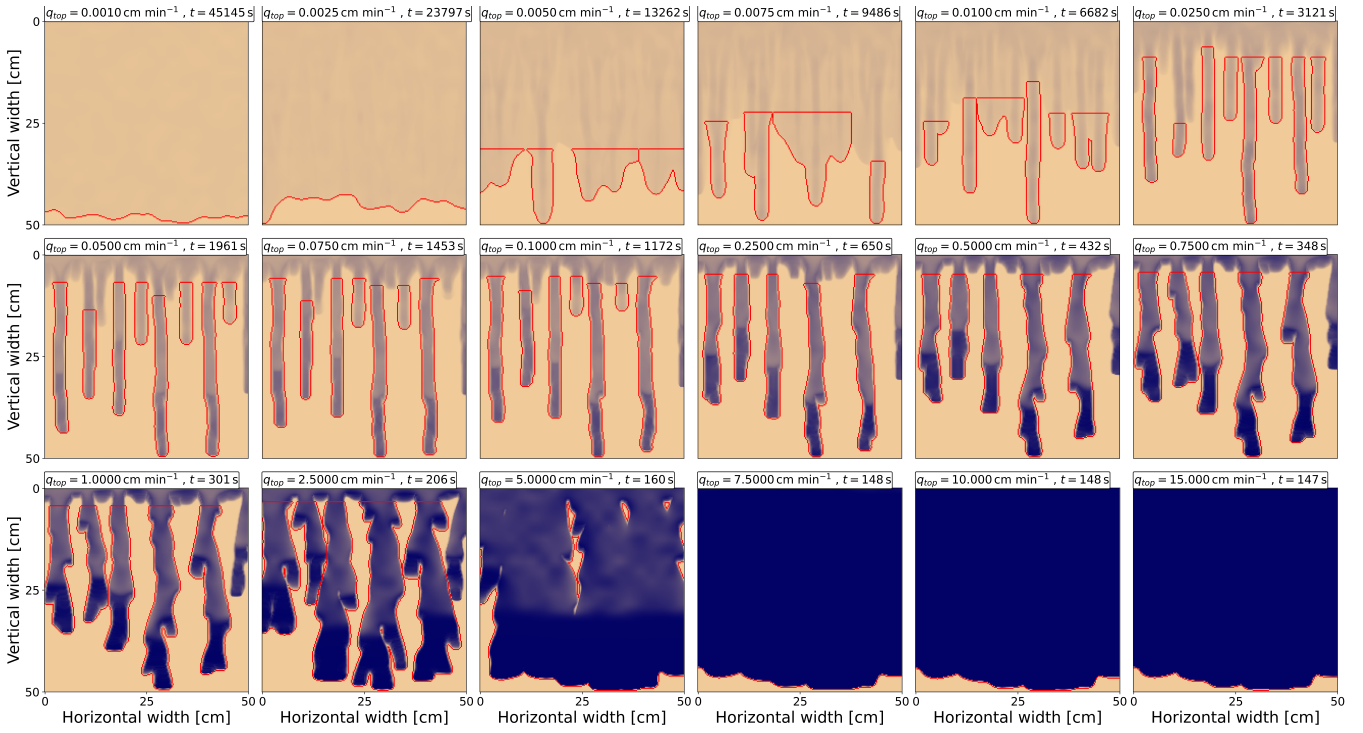 q_top = 0.0010 cm min⁻¹ , t = 45145 s
q_top = 0.0025 cm min⁻¹ , t = 23797 s
q_top = 0.0050 cm min⁻¹ , t = 13262 s
q_top = 0.0075 cm min⁻¹ , t = 9486 s
q_top = 0.0100 cm min⁻¹ , t = 6682 s
q_top = 0.0250 cm min⁻¹ , t = 3121 s
0
25
50
Vertical width [cm]
q_top = 0.0500 cm min⁻¹ , t = 1961 s
q_top = 0.0750 cm min⁻¹ , t = 1453 s
q_top = 0.1000 cm min⁻¹ , t = 1172 s
q_top = 0.2500 cm min⁻¹ , t = 650 s
q_top = 0.5000 cm min⁻¹ , t = 432 s
q_top = 0.7500 cm min⁻¹ , t = 348 s
0
25
50
Vertical width [cm]
q_top = 1.0000 cm min⁻¹ , t = 301 s
q_top = 2.5000 cm min⁻¹ , t = 206 s
q_top = 5.0000 cm min⁻¹ , t = 160 s
q_top = 7.5000 cm min⁻¹ , t = 148 s
q_top = 10.000 cm min⁻¹ , t = 148 s
q_top = 15.000 cm min⁻¹ , t = 147 s
0
25
50
Vertical width [cm]
0 25 50 0 25 50 0 25 50 0 25 50 0 25 50 0 25 50
Horizontal width [cm]
Horizontal width [cm]
Horizontal width [cm]
Horizontal width [cm]
Horizontal width [cm]
Horizontal width [cm]